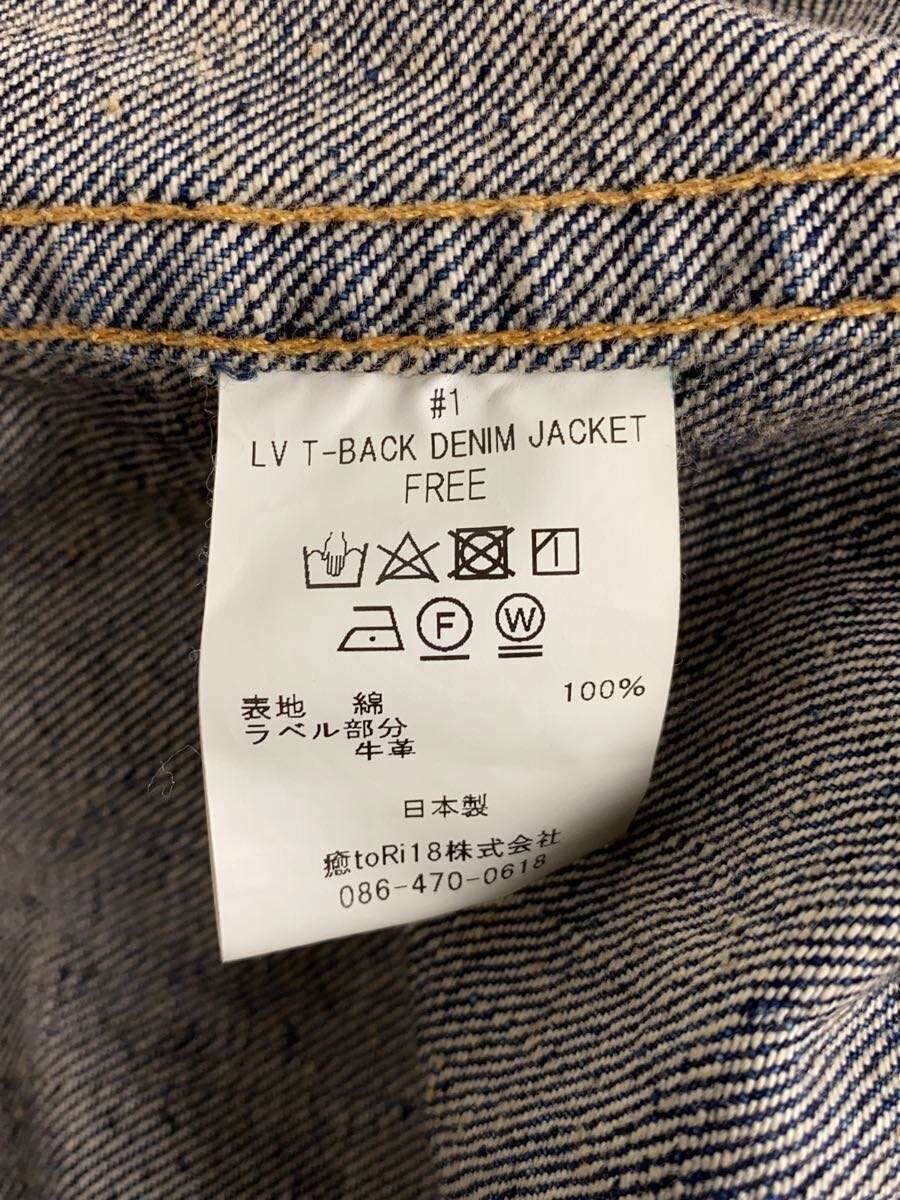 #1
LV T-BACK DENIM JACKET
FREE
F W
表地 綿 100%
ラベル部分
牛革
日本製
癒toRi18株式会社
086-470-0618